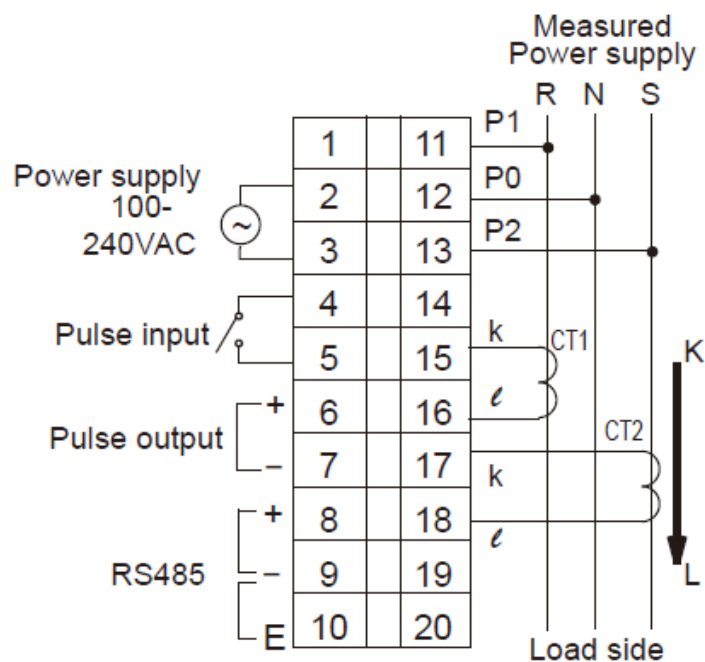 Measured
Power supply
R N S
P1
1 11
Power supply
100-
240VAC
~
P0
2 12
P2
3 13
4 14
Pulse input
k
CT1
K
5 15
+
ℓ
6 16
Pulse output
CT2
−
7 17
k
+
8 18
ℓ
RS485
−
9 19
L
E
10 20
Load side